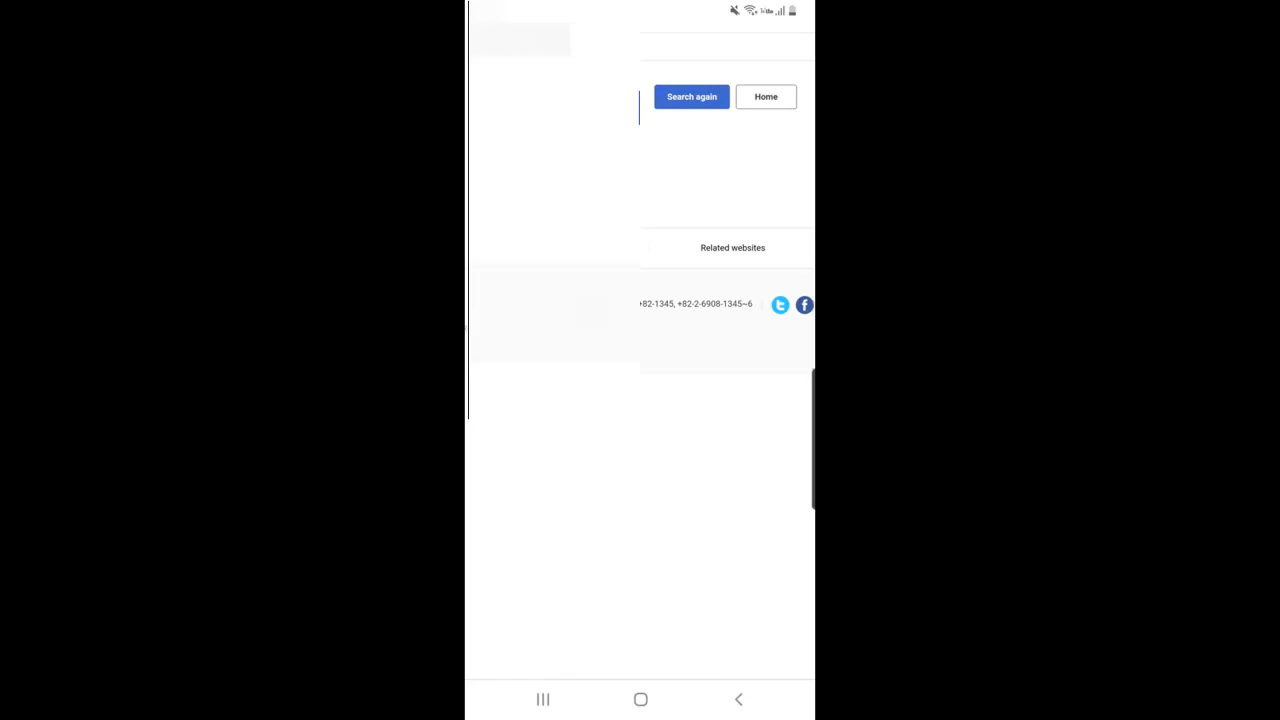 Search again
Home
Related websites
+82-1345, +82-2-6908-1345~6